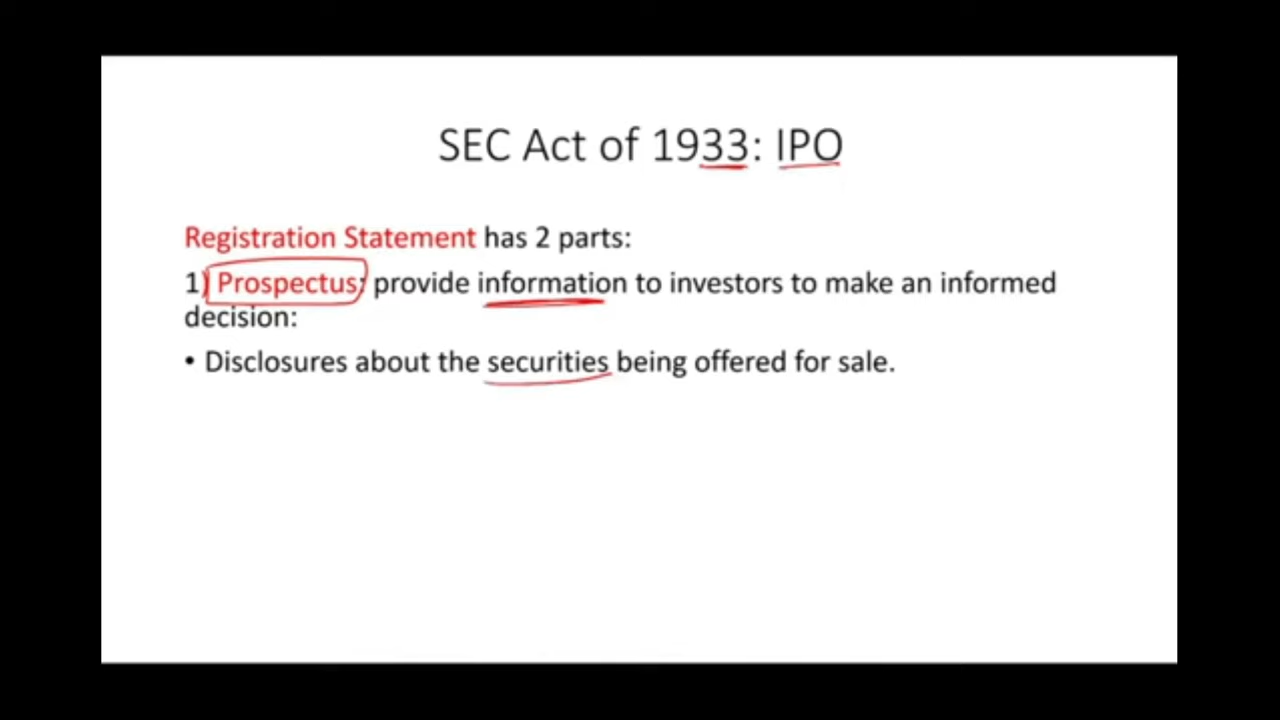 SEC Act of 1933: IPO
Registration Statement has 2 parts:
1) Prospectus: provide information to investors to make an informed
decision:
• Disclosures about the securities being offered for sale.